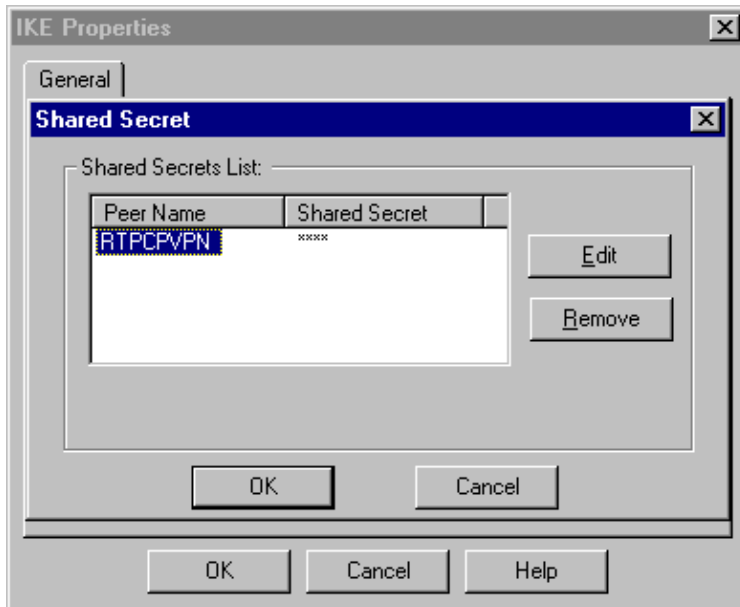 IKE Properties
General
Shared Secret
Shared Secrets List:
Peer Name Shared Secret
RTPCPVPN ****
Edit
Remove
OK Cancel
OK Cancel Help